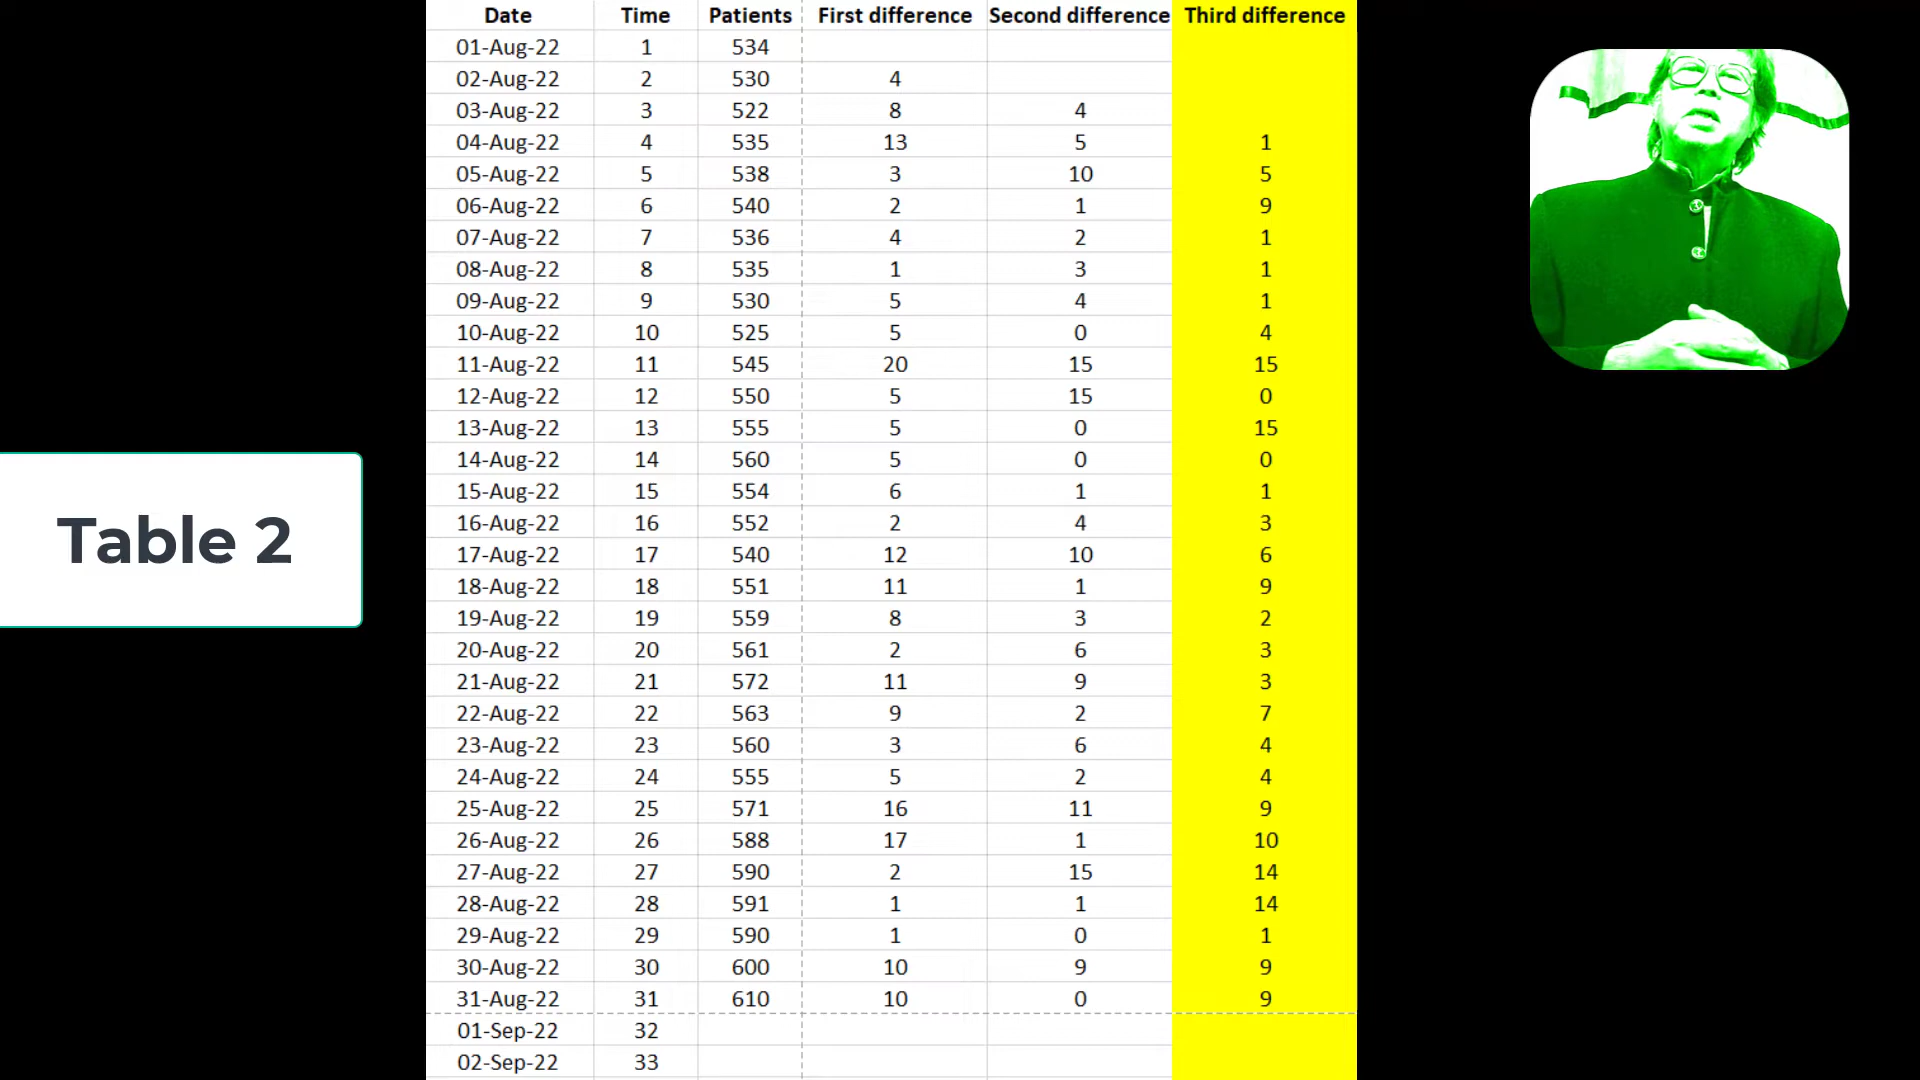 Date Time Patients First difference Second difference Third difference
01-Aug-22 1 534
02-Aug-22 2 530 4
03-Aug-22 3 522 8 4
04-Aug-22 4 535 13 5 1
05-Aug-22 5 538 3 10 5
06-Aug-22 6 540 2 1 9
07-Aug-22 7 536 4 2 1
08-Aug-22 8 535 1 3 1
09-Aug-22 9 530 5 4 1
10-Aug-22 10 525 5 0 4
11-Aug-22 11 545 20 15 15
12-Aug-22 12 550 5 15 0
13-Aug-22 13 555 5 0 15
14-Aug-22 14 560 5 0 0
15-Aug-22 15 554 6 1 1
16-Aug-22 16 552 2 4 3
17-Aug-22 17 540 12 10 6
18-Aug-22 18 551 11 1 9
19-Aug-22 19 559 8 3 2
20-Aug-22 20 561 2 6 3
21-Aug-22 21 572 11 9 3
22-Aug-22 22 563 9 2 7
23-Aug-22 23 560 3 6 4
24-Aug-22 24 555 5 2 4
25-Aug-22 25 571 16 11 9
26-Aug-22 26 588 17 1 10
27-Aug-22 27 590 2 15 14
28-Aug-22 28 591 1 1 14
29-Aug-22 29 590 1 0 1
30-Aug-22 30 600 10 9 9
31-Aug-22 31 610 10 0 9
01-Sep-22 32
02-Sep-22 33
Table 2